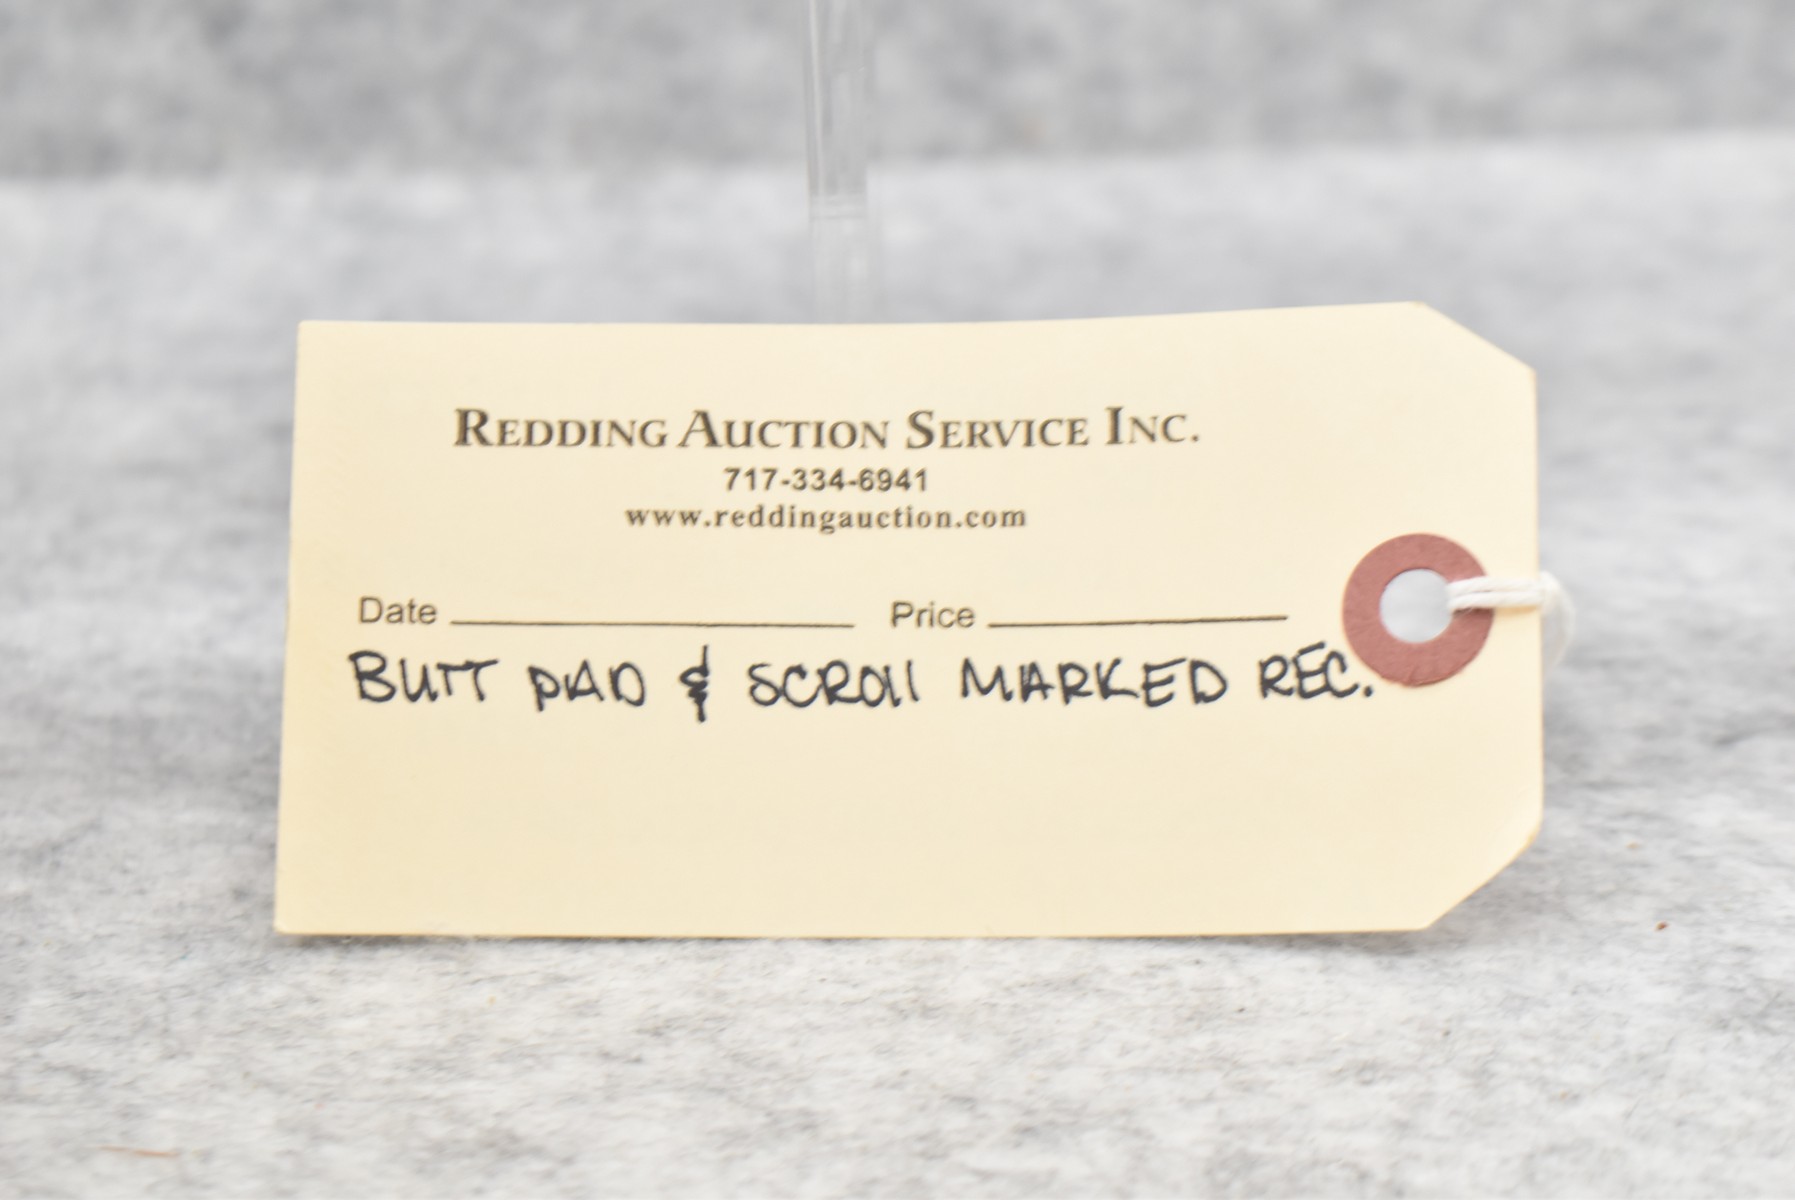 REDDING AUCTION SERVICE INC.
717-334-6941
www.reddingauction.com
Date Price
BUTT PAD & SCROll MARKED REC.